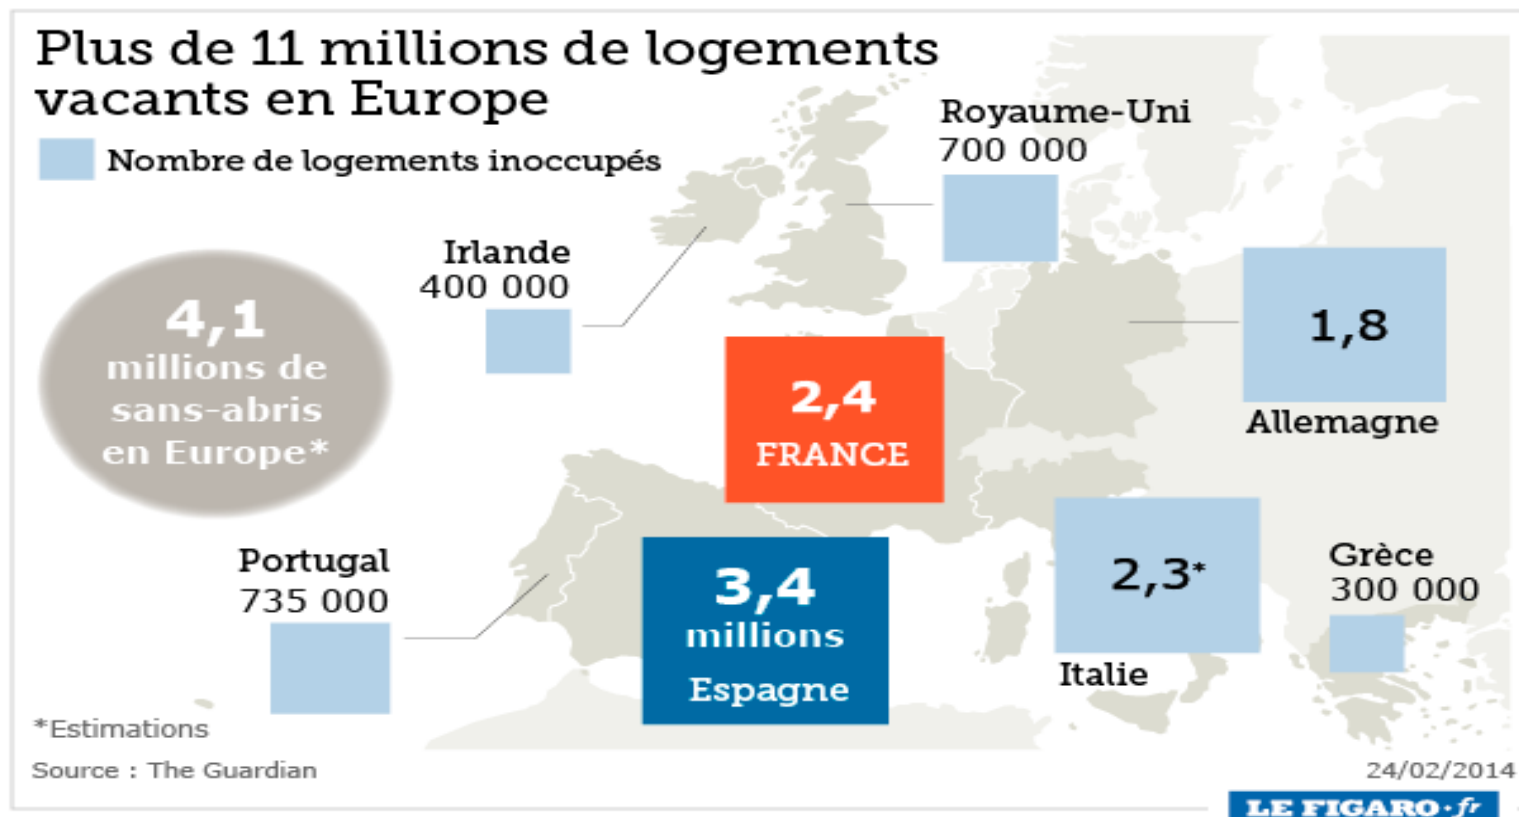 Plus de 11 millions de logements
vacants en Europe
Nombre de logements inoccupés
Royaume-Uni
700 000
Irlande
400 000
4,1
millions de
sans-abris
en Europe*
1,8
Allemagne
2,4
FRANCE
Portugal
735 000
3,4
millions
Espagne
2,3*
Italie
Grèce
300 000
*Estimations
Source : The Guardian
24/02/2014
LE FIGARO·fr